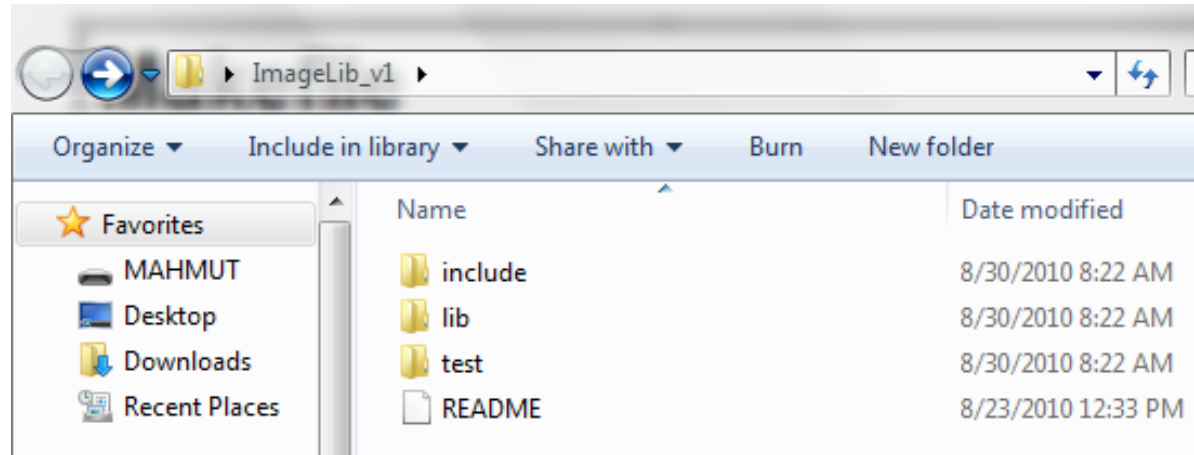 ImageLib_v1
Organize Include in library Share with Burn New folder
Favorites
MAHMUT
Desktop
Downloads
Recent Places
Name Date modified
include 8/30/2010 8:22 AM
lib 8/30/2010 8:22 AM
test 8/30/2010 8:22 AM
README 8/23/2010 12:33 PM